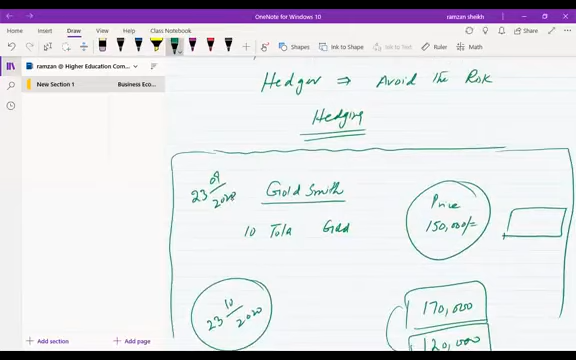 OneNote for Windows 10
ramzan sheikh
Home Insert Draw View Help Class Notebook
Share
Shapes Ink to Shape Ink to Text Ruler Math
ramzan @ Higher Education Com...
New Section 1 Business Eco...
Hedger ⇒ Avoid the Risk
Hedging
23 09/2020 Gold Smith
Price
10 Tola Gold 150,000/=
23 10/2020
170,000
120,000
Add section Add page